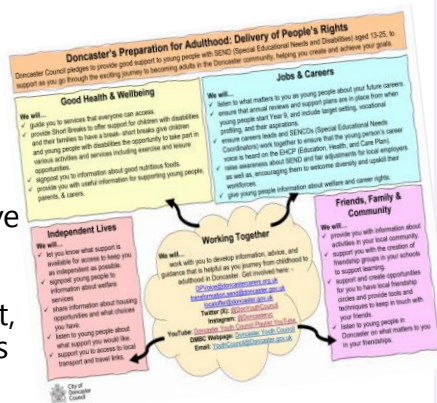 Doncaster's Preparation for Adulthood: Delivery of People's Rights
Doncaster Council pledges to provide good support to young people with SEND (Special Educational Needs and Disabilities) aged 13-25, to
support as you go through the exciting journey to becoming adults in the Doncaster community, helping you create and achieve your goals.
Good Health & Wellbeing
We will...
✓ guide you to services that everyone can access.
✓ provide Short Breaks to offer support for children with disabilities
and their families to have a break- short breaks give children
and young people with disabilities the opportunity to take part in
various activities and services including exercise and leisure
opportunities.
✓ signpost you to information about good nutritious foods.
✓ provide you with useful information for supporting young people,
parents, & carers.
Jobs & Careers
We will...
✓ listen to what matters to you as young people about your future careers.
✓ ensure that annual reviews and support plans are in place when
young people start Year 9, and include target setting, vocational
profiling, and their aspirations.
✓ ensure careers leads and SENCOs (Special Educational Needs
Coordinators) work together to ensure that the young person's career
voice is heard on the EHCP (Education, Health, and Care Plan).
✓ raise awareness about SEND and fair adjustments for local employers
as well as, encouraging them to welcome diversity and upskill their
workforces.
✓ give young people information about welfare and career rights.
ve
t,
s
Independent Lives
We will...
✓ let you know what support is
available for access to keep you
as independent as possible.
✓ signpost young people to
information about welfare
services
✓ share information about housing
opportunities and what choices
you have.
✓ listen to young people about
what support you would like.
✓ support you to access to local
transport and travel links.
Working Together
We will...
work with you to develop information, advice, and
guidance that is helpful as you journey from childhood to
adulthood in Doncaster. Get involved here: -
DPVoice@doncastercarers.org.uk
transformation.send@doncaster.gov.uk
localoffer@doncaster.gov.uk
Twitter (X): @DonYouthCouncil
Instagram: @Doncasteryc
YouTube: Doncaster Youth Council Playlist YouTube
DMBC Webpage: Doncaster Youth Council
Email: YouthCouncil@Doncaster.gov.uk
Friends, Family &
Community
We will...
✓ provide you with information about
activities in your local community.
✓ support you with the creation of
friendship groups in your schools
to support learning.
✓ support and create opportunities
for you to have local friendship
circles and provide tools and
techniques to keep in touch with
your friends.
✓ listen to young people in
Doncaster on what matters to you
in your friendships.
City of
Doncaster
Council